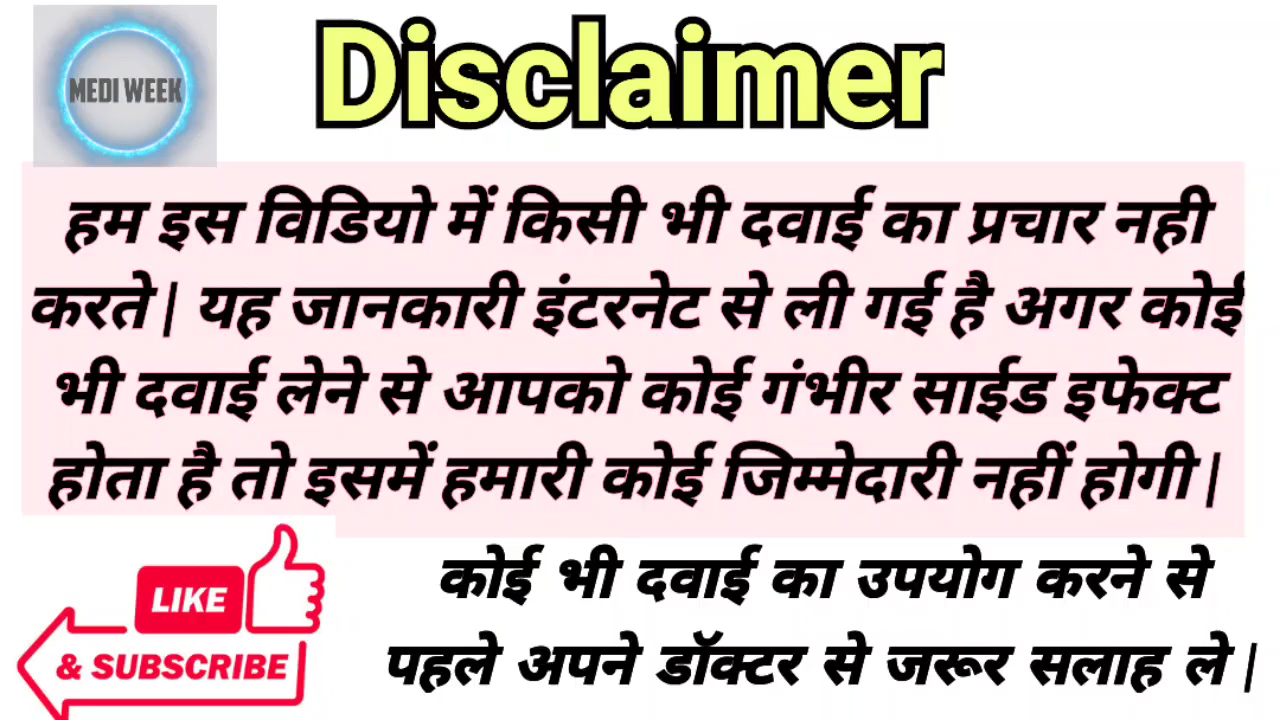 MEDI WEEK
Disclaimer
हम इस विडियो में किसी भी दवाई का प्रचार नही
करते| यह जानकारी इंटरनेट से ली गई है अगर कोई
भी दवाई लेने से आपको कोई गंभीर साईड इफेक्ट
होता है तो इसमें हमारी कोई जिम्मेदारी नहीं होगी|
कोई भी दवाई का उपयोग करने से
पहले अपने डॉक्टर से जरूर सलाह ले|
LIKE
& SUBSCRIBE